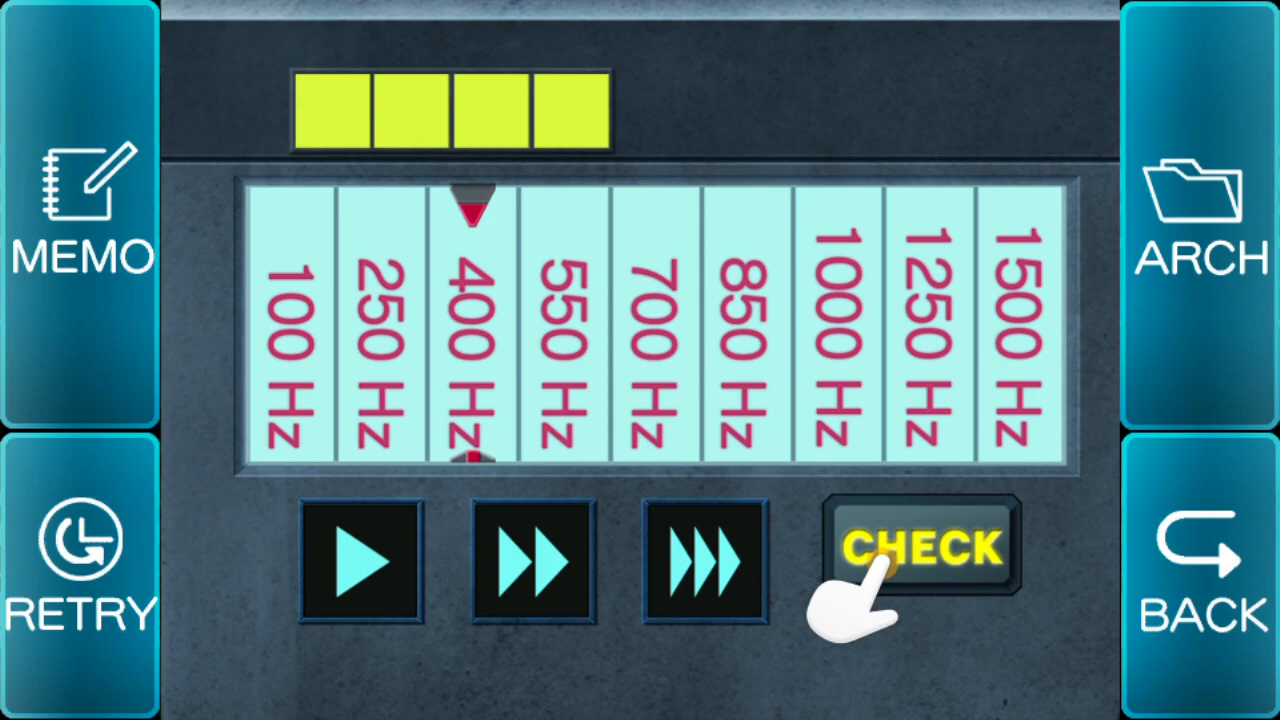 MEMO
RETRY
100 Hz
250 Hz
400 Hz
550 Hz
700 Hz
850 Hz
1000 Hz
1250 Hz
1500 Hz
CHECK
ARCH
BACK